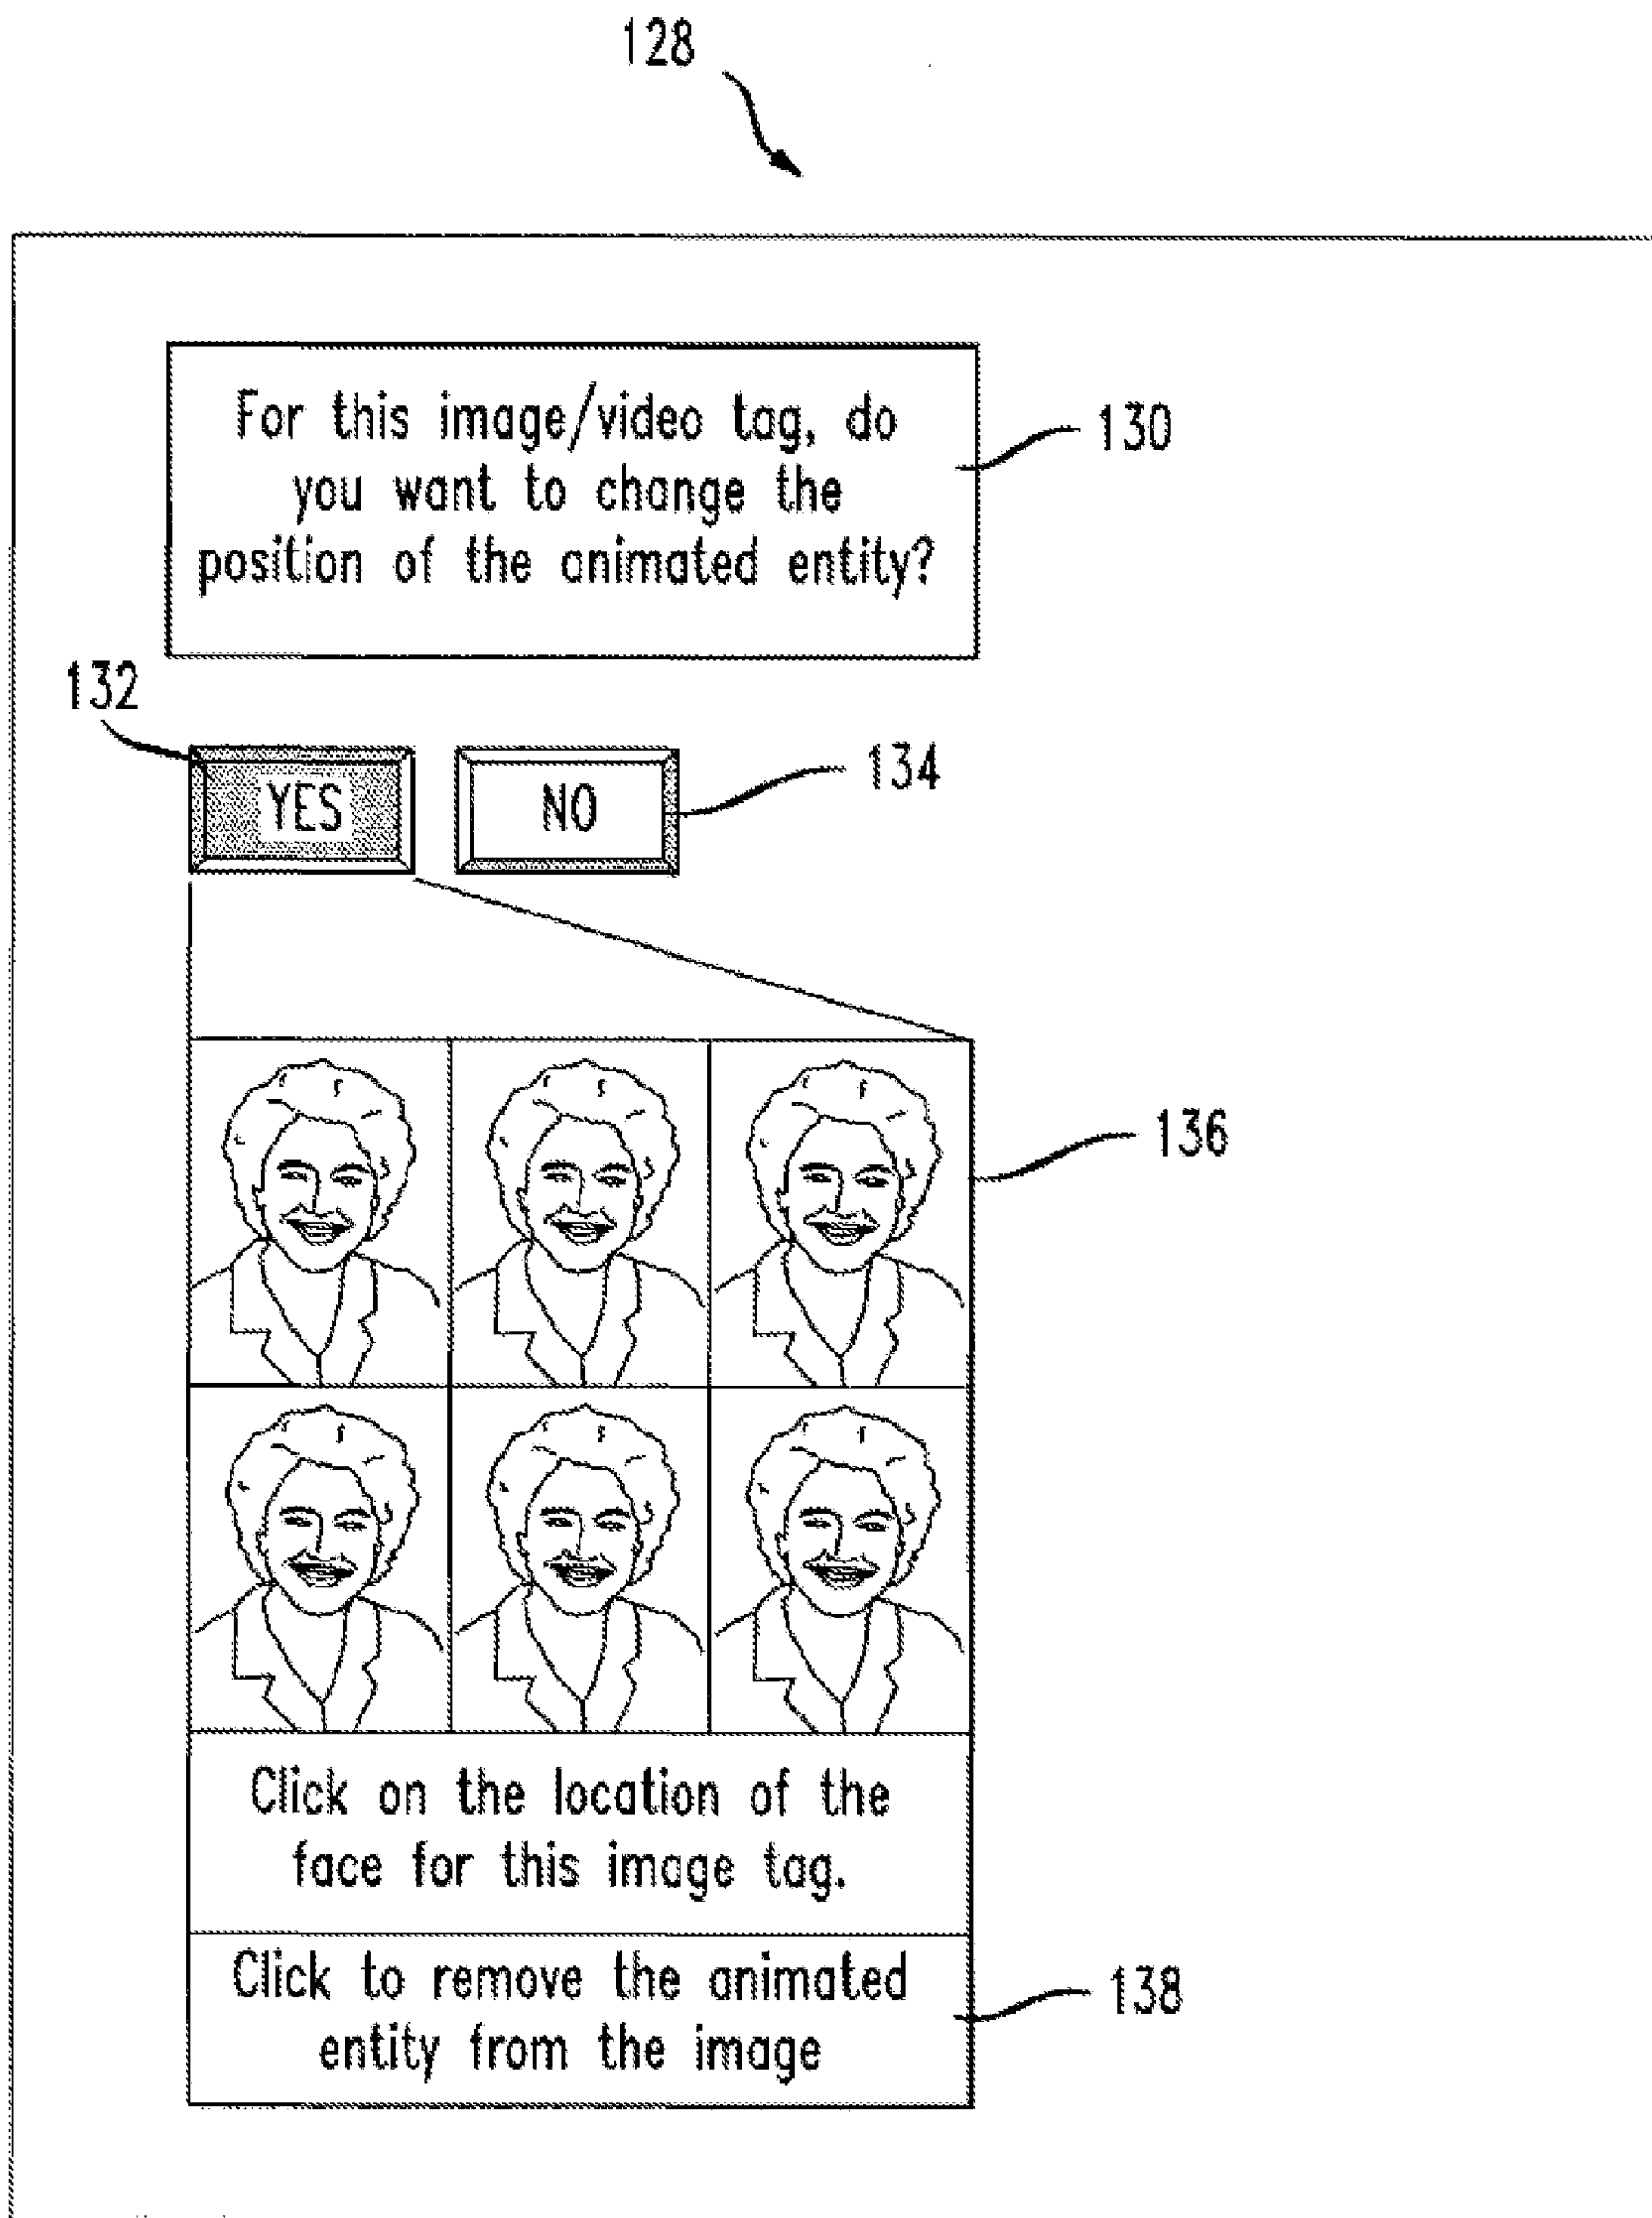 128
For this image/video tag, do
you want to change the
position of the animated entity?
130
132
YES
NO
134
136
Click on the location of the
face for this image tag.
Click to remove the animated
entity from the image
138